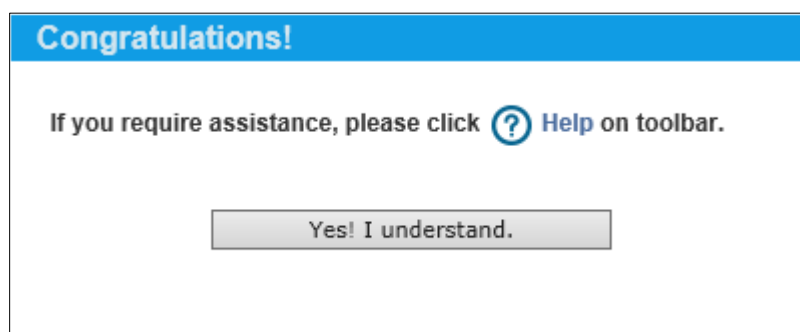 Congratulations!
If you require assistance, please click ? Help on toolbar.
Yes! I understand.